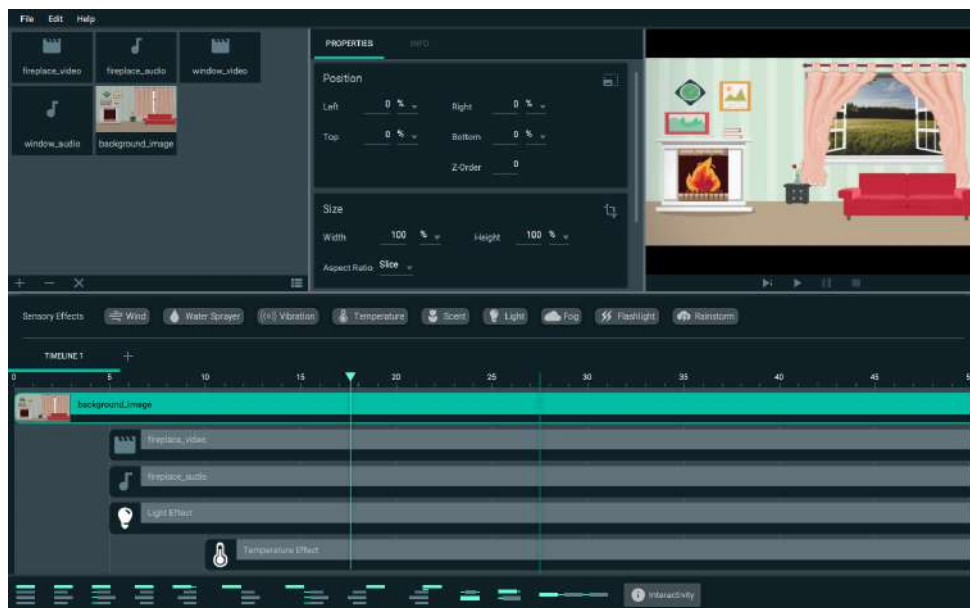 File Edit Help
fireplace_video fireplace_audio window_video
window_audio background_image
PROPERTIES INFO
Position
Left 0 % Right 0 %
Top 0 % Bottom 0 %
Z-Order 0
Size
Width 100 % Height 100 %
Aspect Ratio Slice
Sensory Effects Wind Water Sprayer Vibration Temperature Scent Light Fog Flashlight Rainstorm
TIMELINE 1
0 5 10 15 20 25 30 35 40 45 5
background_image
fireplace_video
fireplace_audio
Light Effect
Temperature Effect
Interactivity